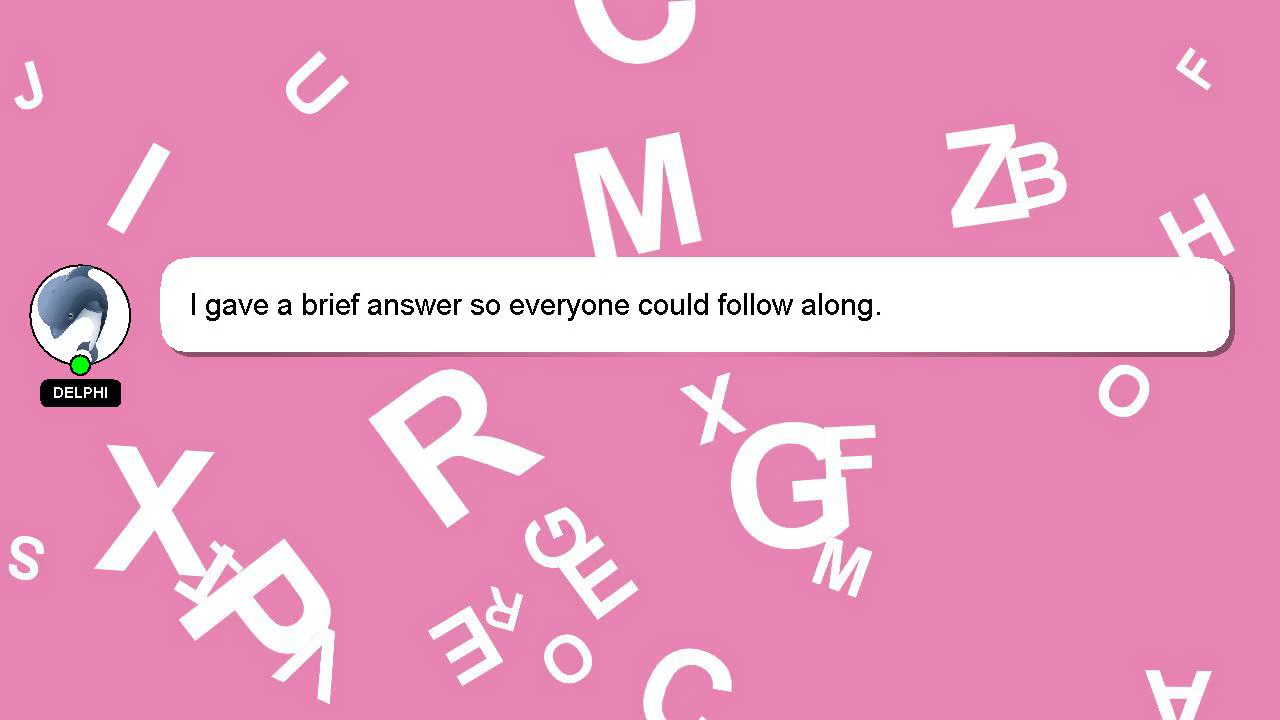 C
J
U
F
I
M
Z
B
H
I gave a brief answer so everyone could follow along.
DELPHI
R
X
O
G
F
X
S
G
E
M
P
R
E
O
V
C
A